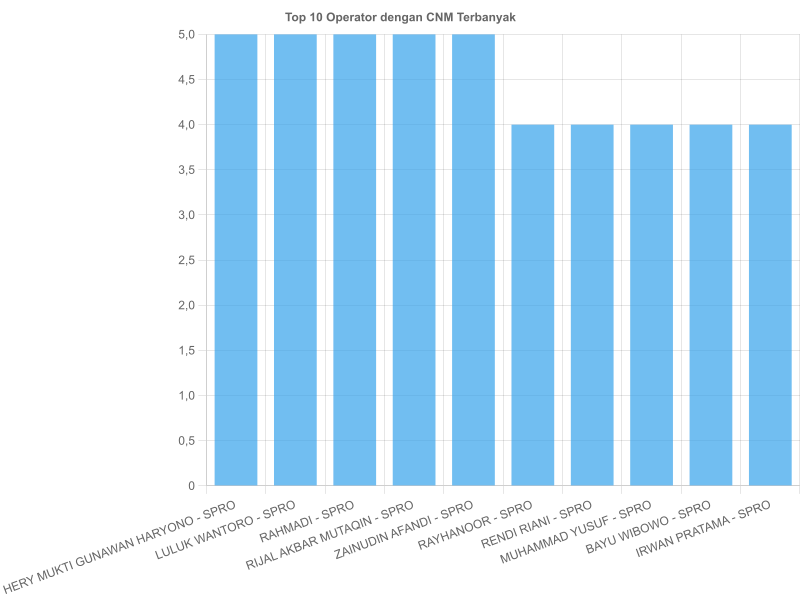 Top 10 Operator dengan CNM Terbanyak
5,0
4,5
4,0
3,5
3,0
2,5
2,0
1,5
1,0
0,5
0
HERY MUKTI GUNAWAN HARYONO - SPRO
LULUK WANTORO - SPRO
RAHMADI - SPRO
RIJAL AKBAR MUTAQIN - SPRO
ZAINUDIN AFANDI - SPRO
RAYHANOOR - SPRO
RENDI RIANI - SPRO
MUHAMMAD YUSUF - SPRO
BAYU WIBOWO - SPRO
IRWAN PRATAMA - SPRO